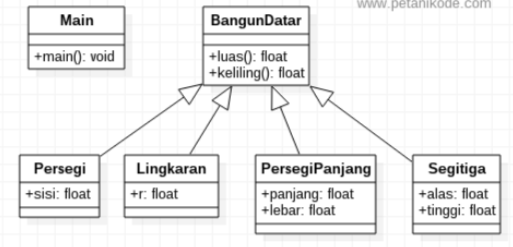 www.petanikode.com
Main
+main(): void
BangunDatar
+luas(): float
+keliling(): float
Persegi
+sisi: float
Lingkaran
+r: float
PersegiPanjang
+panjang: float
+lebar: float
Segitiga
+alas: float
+tinggi: float